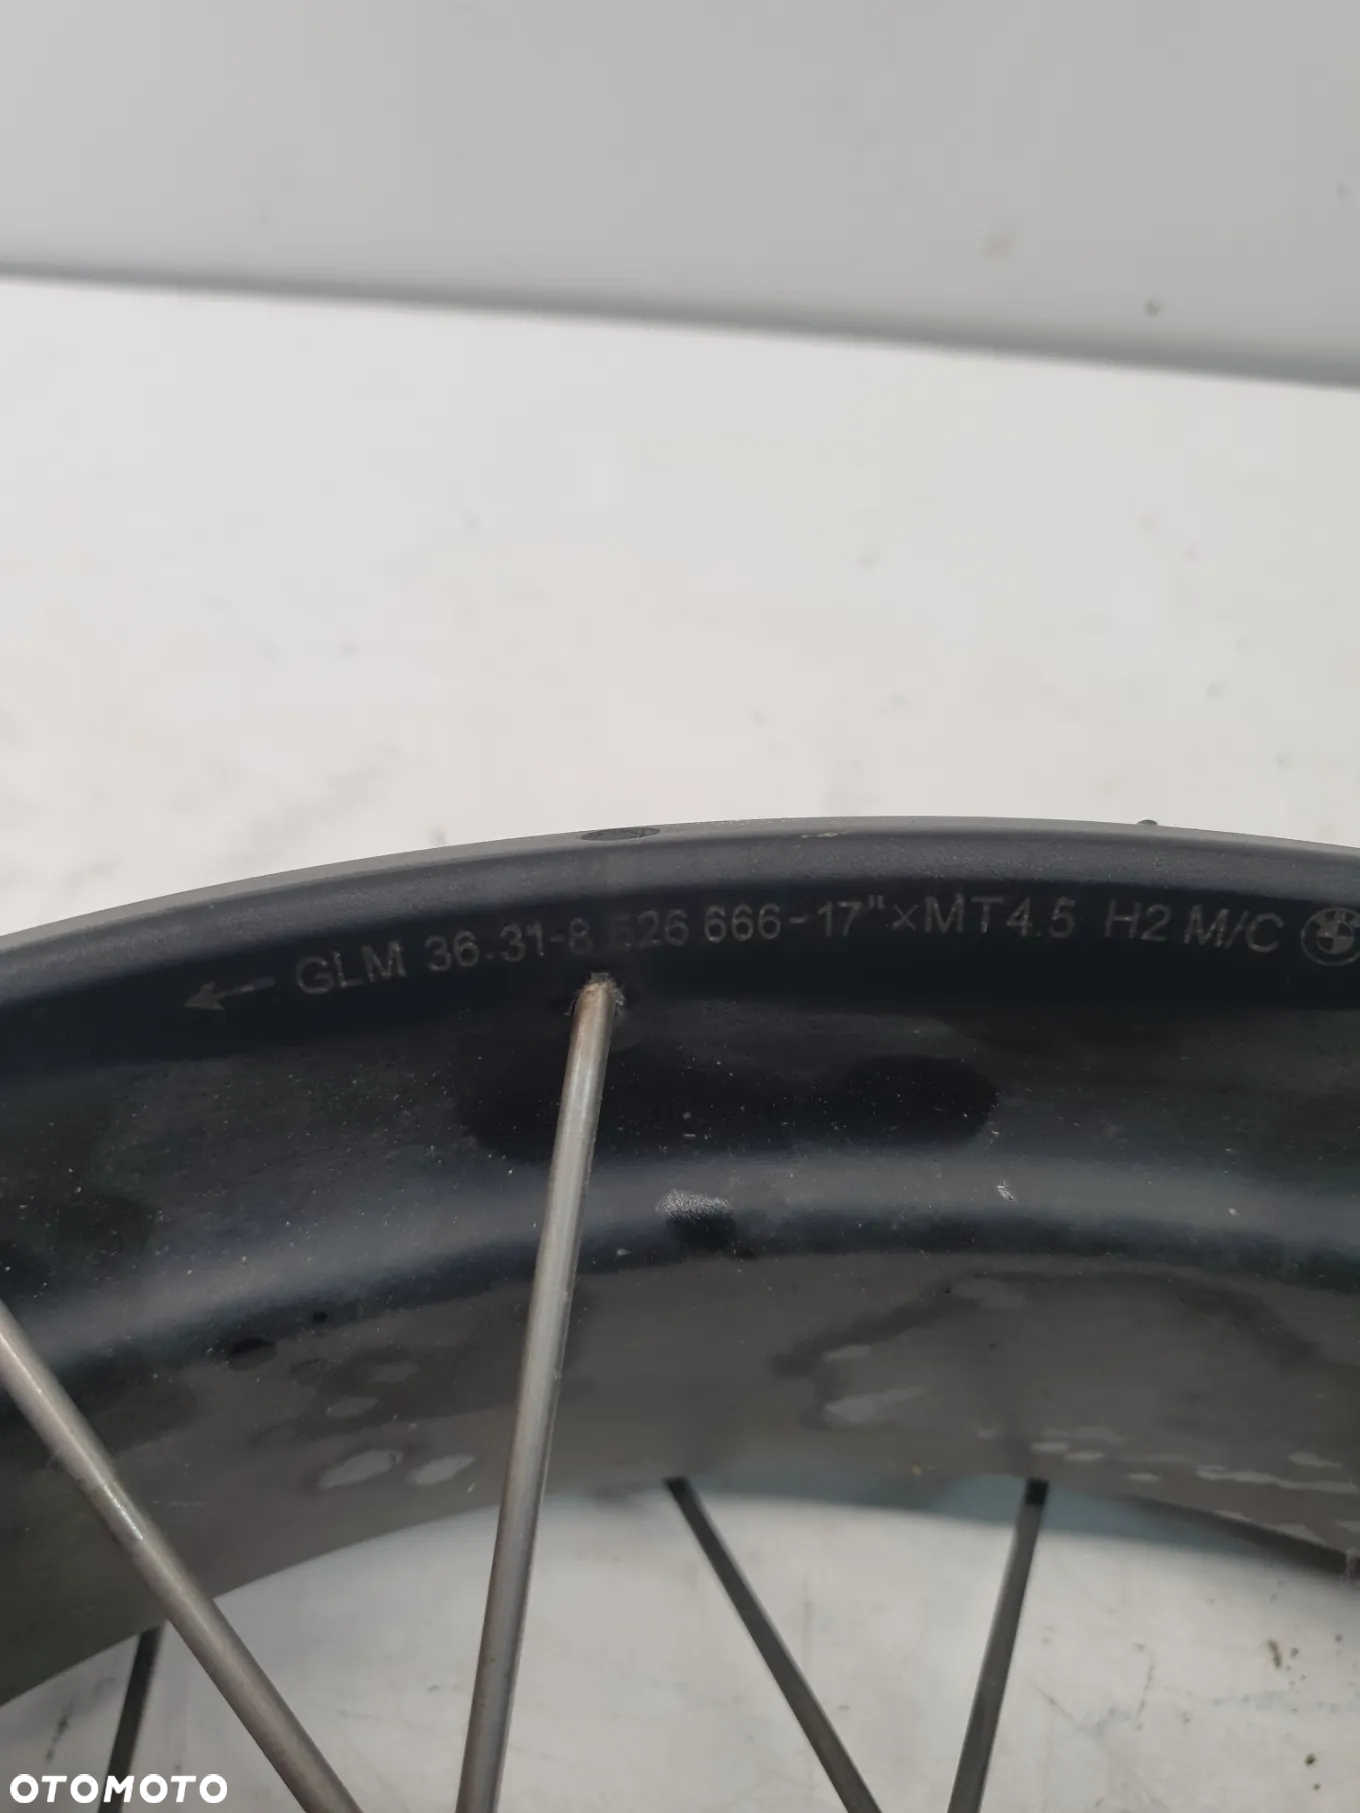 ← GLM 36.31-8 526 666-17"×MT4.5 H2 M/C
OTOMOTO